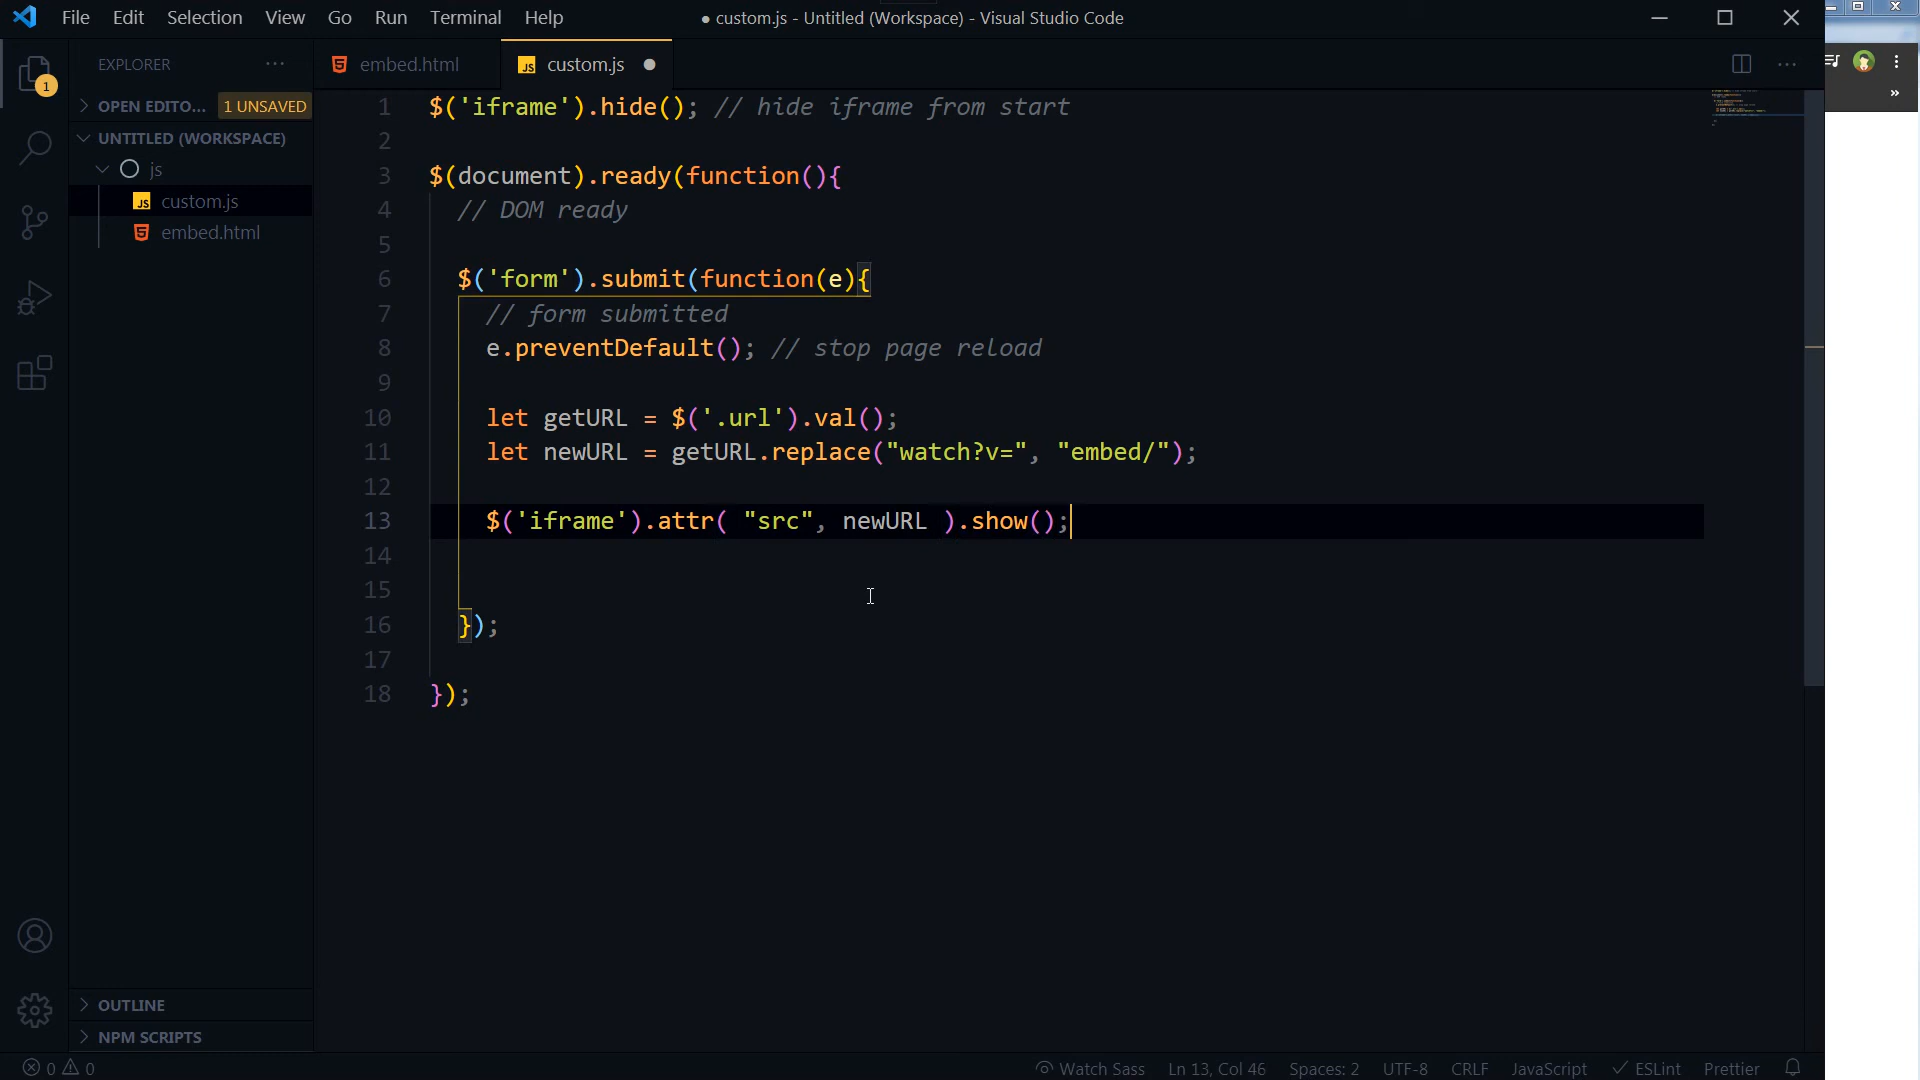 File Edit Selection View Go Run Terminal Help
● custom.js - Untitled (Workspace) - Visual Studio Code
EXPLORER ···
embed.html
JS custom.js ●
1
OPEN EDITO... 1 UNSAVED
UNTITLED (WORKSPACE)
js
JS custom.js
embed.html
1 $('iframe').hide(); // hide iframe from start
2
3 $(document).ready(function(){
4 // DOM ready
5
6 $('form').submit(function(e){
7 // form submitted
8 e.preventDefault(); // stop page reload
9
10 let getURL = $('.url').val();
11 let newURL = getURL.replace("watch?v=", "embed/");
12
13 $('iframe').attr( "src", newURL ).show();
14
15
16 });
17
18 });
OUTLINE
NPM SCRIPTS
0 0 Watch Sass Ln 13, Col 46 Spaces: 2 UTF-8 CRLF JavaScript ESLint Prettier